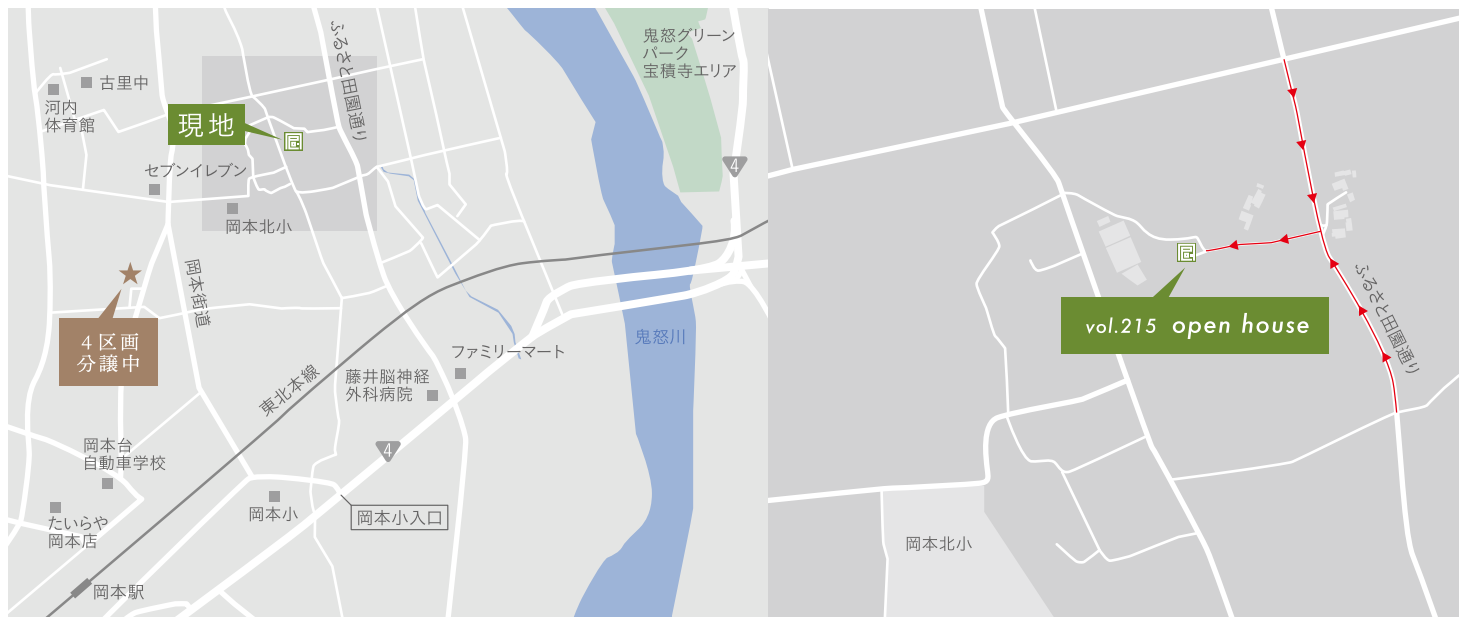 ふるさと田園通り
鬼怒グリーン
パーク
宝積寺エリア
古里中
河内
体育館
現地
4
セブンイレブン
岡本北小
岡本街道
4区画
分譲中
鬼怒川
ファミリーマート
東北本線
藤井脳神経
外科病院
4
岡本台
自動車学校
岡本小
岡本小入口
たいらや
岡本店
岡本駅
ふるさと田園通り
vol.215 open house
岡本北小